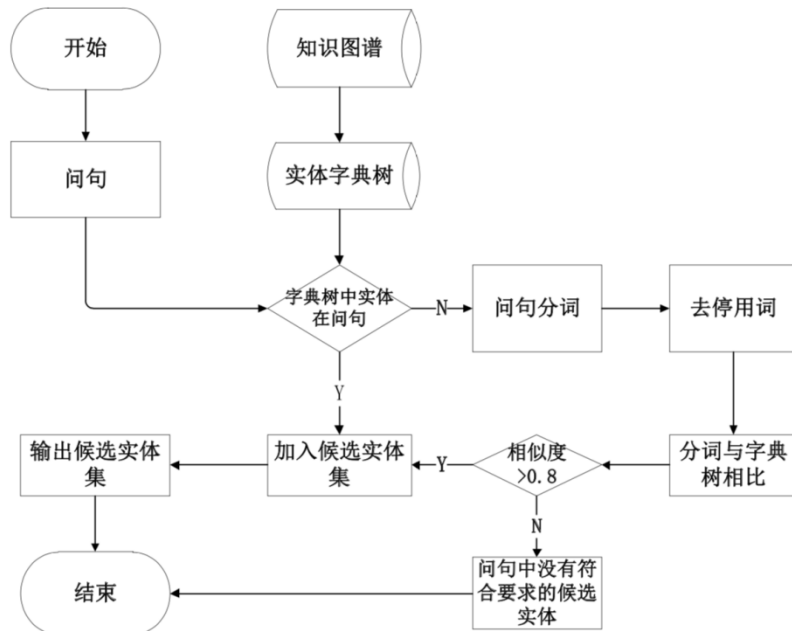 开始
知识图谱
问句
实体字典树
字典树中实体
在问句
N
问句分词
去停用词
Y
输出候选实体
集
加入候选实体
集
Y
相似度
>0.8
分词与字典
树相比
N
问句中没有符
合要求的候选
实体
结束